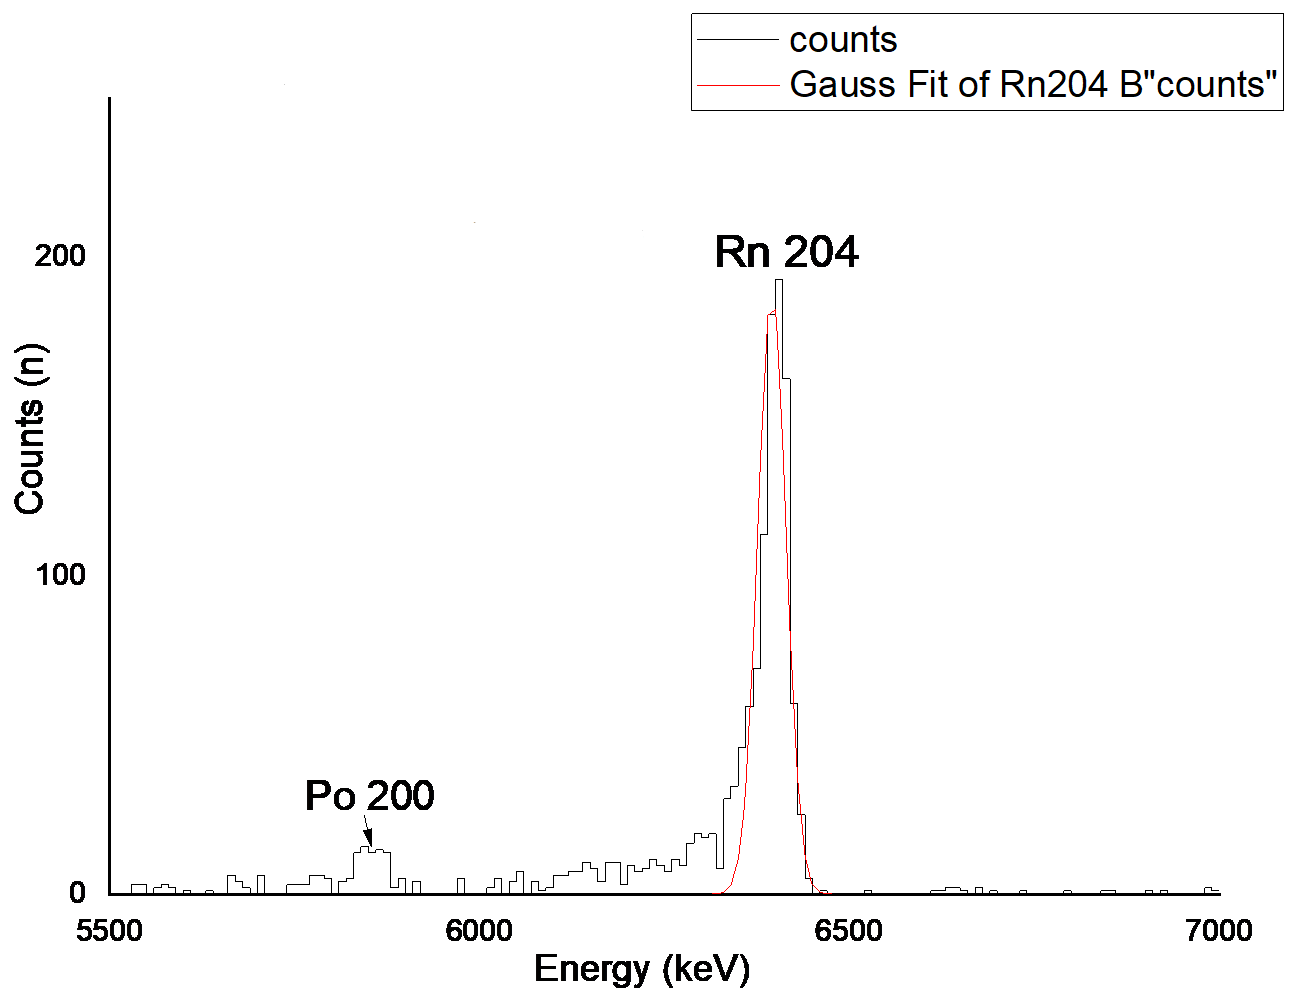 counts
Gauss Fit of Rn204 B"counts"
Rn 204
200
Counts (n)
100
Po 200
0
5500 6000 6500 7000
Energy (keV)